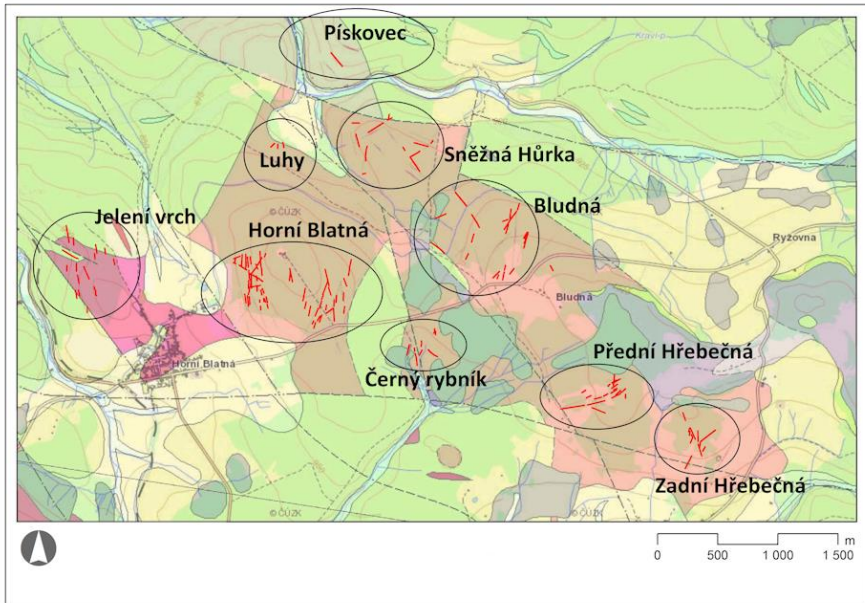 Pískovec
Kraví p.
Luhy
Sněžná Hůrka
Jelení vrch
© ČÚZK
Horní Blatná
Bludná
Ryžovna
Bludná
Horní Blatná
Černý rybník
Přední Hřebečná
Zadní Hřebečná
© ČÚZK
© ČÚZK
m
0 500 1 000 1 500